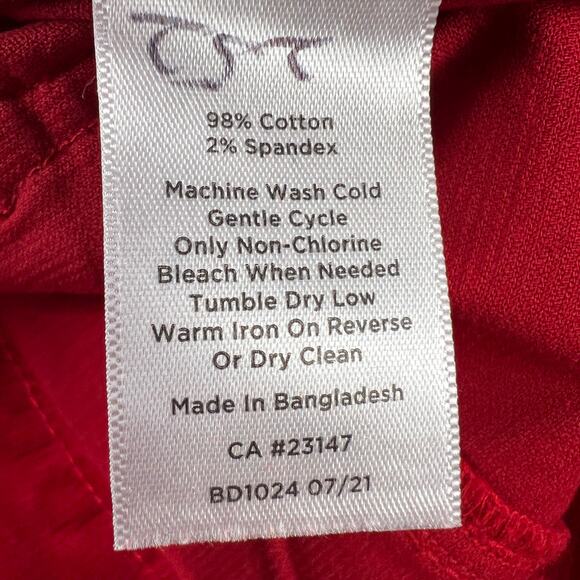 98% Cotton
2% Spandex
Machine Wash Cold
Gentle Cycle
Only Non-Chlorine
Bleach When Needed
Tumble Dry Low
Warm Iron On Reverse
Or Dry Clean
Made In Bangladesh
CA #23147
BD1024 07/21